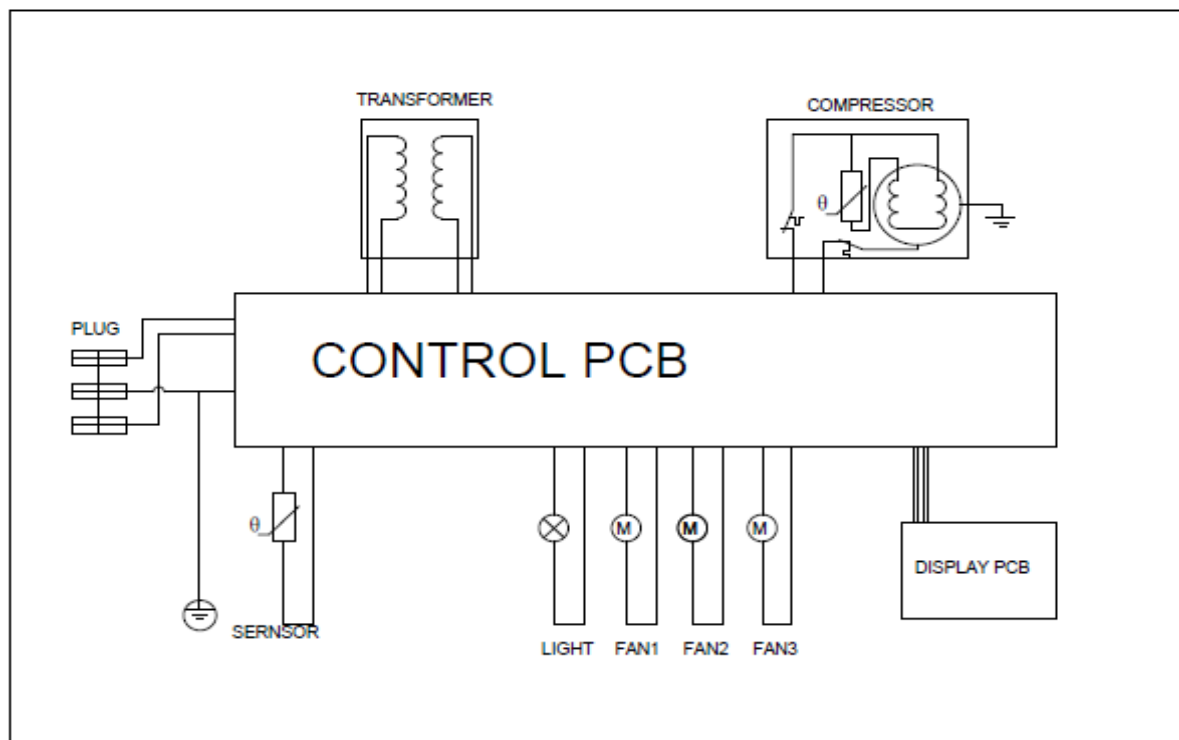 TRANSFORMER
COMPRESSOR
θ
PLUG
CONTROL PCB
θ
M
M
M
DISPLAY PCB
SERNSOR
LIGHT
FAN1
FAN2
FAN3